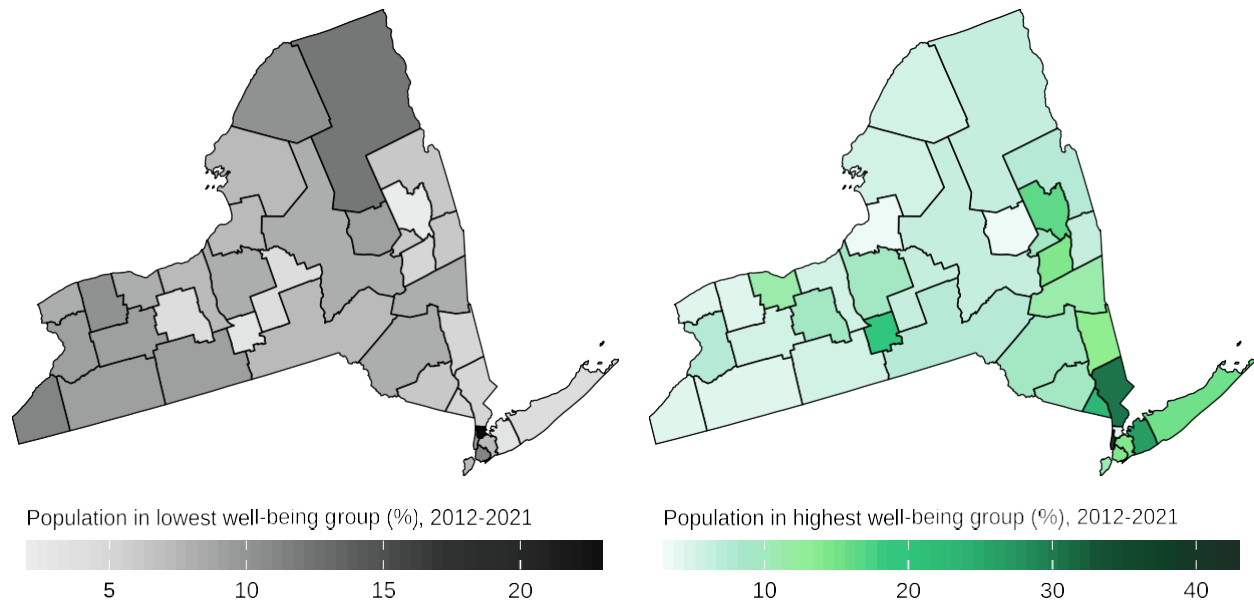 Population in lowest well-being group (%), 2012-2021
5 10 15 20
Population in highest well-being group (%), 2012-2021
10 20 30 40